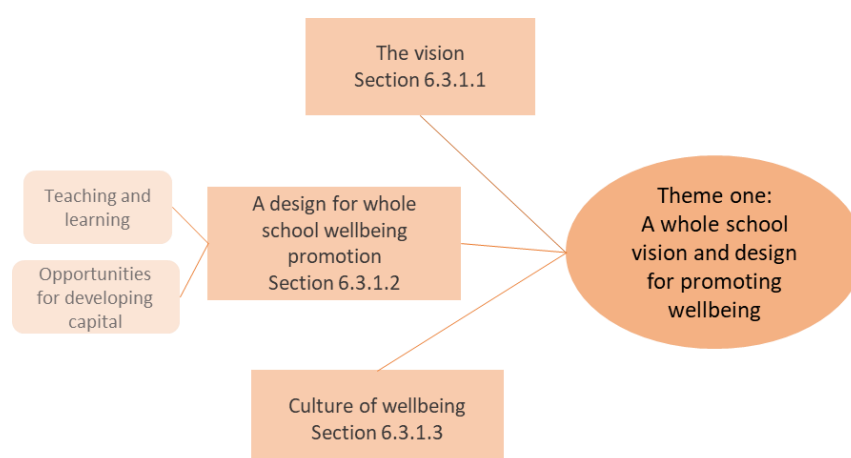 The vision
Section 6.3.1.1
Teaching and
learning
Opportunities
for developing
capital
A design for whole
school wellbeing
promotion
Section 6.3.1.2
Culture of wellbeing
Section 6.3.1.3
Theme one:
A whole school
vision and design
for promoting
wellbeing